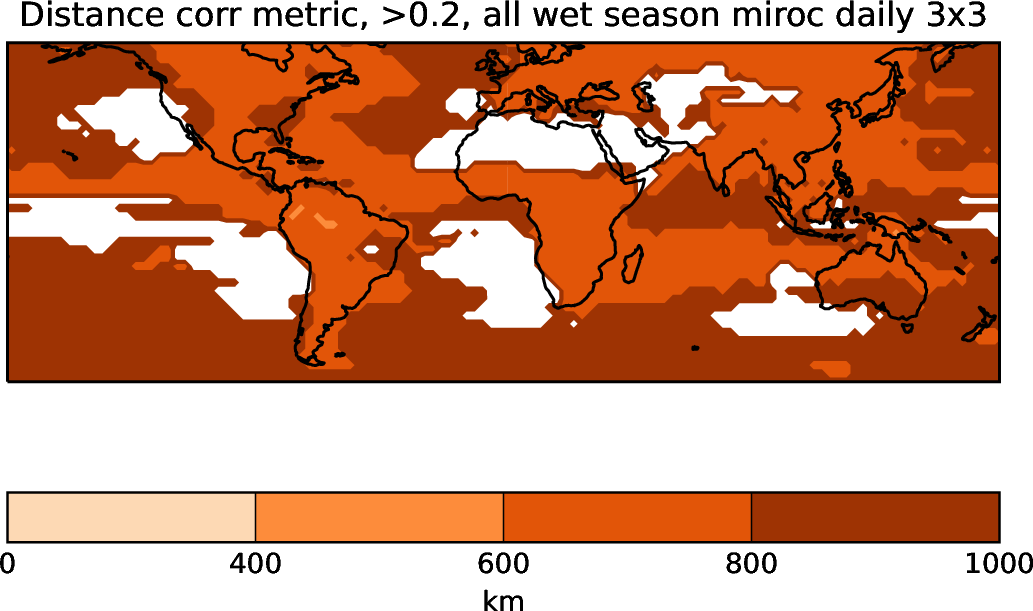 Distance corr metric, >0.2, all wet season miroc daily 3x3
0 400 600 800 1000
km